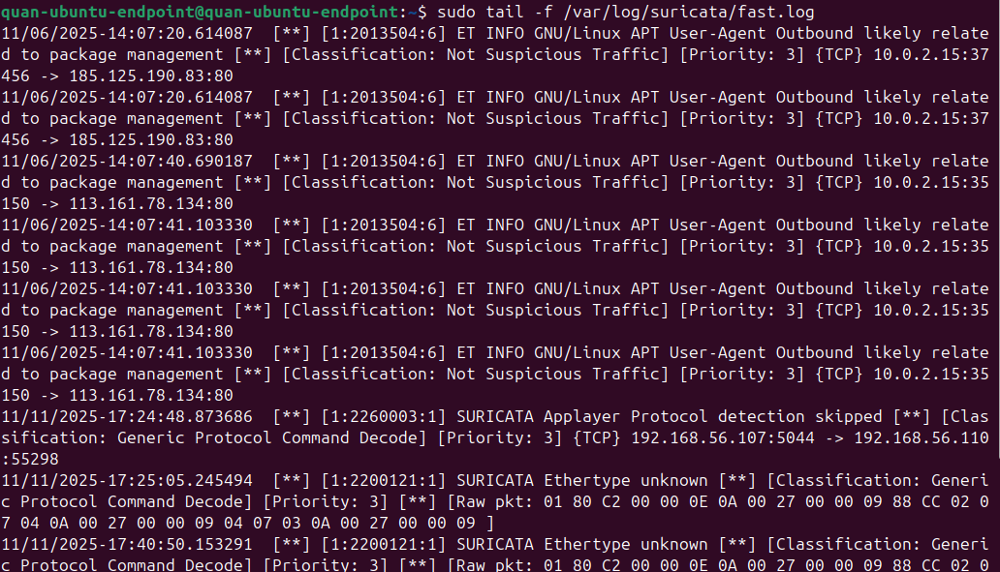 quan-ubuntu-endpoint@quan-ubuntu-endpoint:~$ sudo tail -f /var/log/suricata/fast.log
11/06/2025-14:07:20.614087  [**] [1:2013504:6] ET INFO GNU/Linux APT User-Agent Outbound likely relate
d to package management [**] [Classification: Not Suspicious Traffic] [Priority: 3] {TCP} 10.0.2.15:37
456 -> 185.125.190.83:80
11/06/2025-14:07:20.614087  [**] [1:2013504:6] ET INFO GNU/Linux APT User-Agent Outbound likely relate
d to package management [**] [Classification: Not Suspicious Traffic] [Priority: 3] {TCP} 10.0.2.15:37
456 -> 185.125.190.83:80
11/06/2025-14:07:40.690187  [**] [1:2013504:6] ET INFO GNU/Linux APT User-Agent Outbound likely relate
d to package management [**] [Classification: Not Suspicious Traffic] [Priority: 3] {TCP} 10.0.2.15:35
150 -> 113.161.78.134:80
11/06/2025-14:07:41.103330  [**] [1:2013504:6] ET INFO GNU/Linux APT User-Agent Outbound likely relate
d to package management [**] [Classification: Not Suspicious Traffic] [Priority: 3] {TCP} 10.0.2.15:35
150 -> 113.161.78.134:80
11/06/2025-14:07:41.103330  [**] [1:2013504:6] ET INFO GNU/Linux APT User-Agent Outbound likely relate
d to package management [**] [Classification: Not Suspicious Traffic] [Priority: 3] {TCP} 10.0.2.15:35
150 -> 113.161.78.134:80
11/06/2025-14:07:41.103330  [**] [1:2013504:6] ET INFO GNU/Linux APT User-Agent Outbound likely relate
d to package management [**] [Classification: Not Suspicious Traffic] [Priority: 3] {TCP} 10.0.2.15:35
150 -> 113.161.78.134:80
11/11/2025-17:24:48.873686  [**] [1:2260003:1] SURICATA Applayer Protocol detection skipped [**] [Clas
sification: Generic Protocol Command Decode] [Priority: 3] {TCP} 192.168.56.107:5044 -> 192.168.56.110
:55298
11/11/2025-17:25:05.245494  [**] [1:2200121:1] SURICATA Ethertype unknown [**] [Classification: Generi
c Protocol Command Decode] [Priority: 3] [**] [Raw pkt: 01 80 C2 00 00 0E 0A 00 27 00 00 09 88 CC 02 0
7 04 0A 00 27 00 00 09 04 07 03 0A 00 27 00 00 09 ]
11/11/2025-17:40:50.153291  [**] [1:2200121:1] SURICATA Ethertype unknown [**] [Classification: Generi
c Protocol Command Decode] [Priority: 3] [**] [Raw pkt: 01 80 C2 00 00 0E 0A 00 27 00 00 09 88 CC 02 0